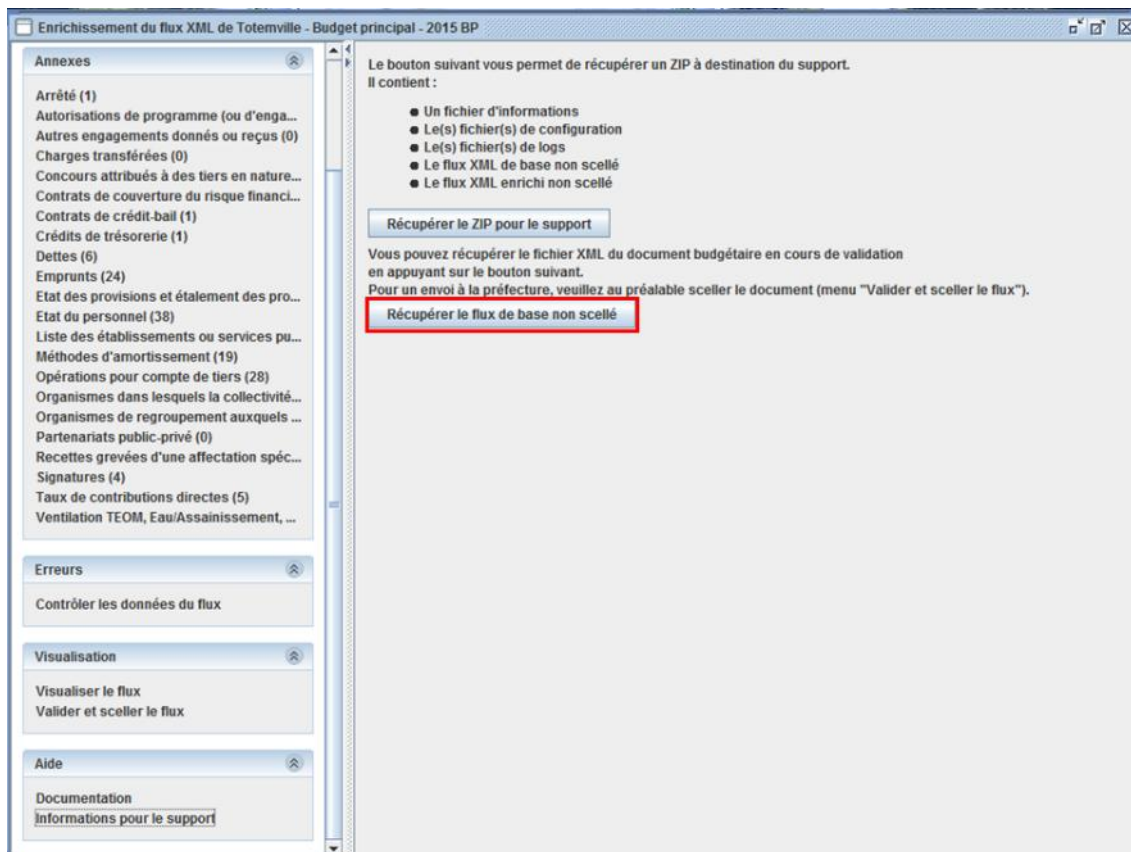 Enrichissement du flux XML de Totemville - Budget principal - 2015 BP
Annexes
Arrêté (1)
Autorisations de programme (ou d'enga...
Autres engagements donnés ou reçus (0)
Charges transférées (0)
Concours attribués à des tiers en nature...
Contrats de couverture du risque financi...
Contrats de crédit-bail (1)
Crédits de trésorerie (1)
Dettes (6)
Emprunts (24)
Etat des provisions et étalement des pro...
Etat du personnel (38)
Liste des établissements ou services pu...
Méthodes d'amortissement (19)
Opérations pour compte de tiers (28)
Organismes dans lesquels la collectivité...
Organismes de regroupement auxquels ...
Partenariats public-privé (0)
Recettes grevées d'une affectation spéc...
Signatures (4)
Taux de contributions directes (5)
Ventilation TEOM, Eau/Assainissement, ...
Erreurs
Contrôler les données du flux
Visualisation
Visualiser le flux
Valider et sceller le flux
Aide
Documentation
Informations pour le support
Le bouton suivant vous permet de récupérer un ZIP à destination du support.
Il contient :
● Un fichier d'informations
● Le(s) fichier(s) de configuration
● Le(s) fichier(s) de logs
● Le flux XML de base non scellé
● Le flux XML enrichi non scellé
Récupérer le ZIP pour le support
Vous pouvez récupérer le fichier XML du document budgétaire en cours de validation
en appuyant sur le bouton suivant.
Pour un envoi à la préfecture, veuillez au préalable sceller le document (menu "Valider et sceller le flux").
Récupérer le flux de base non scellé